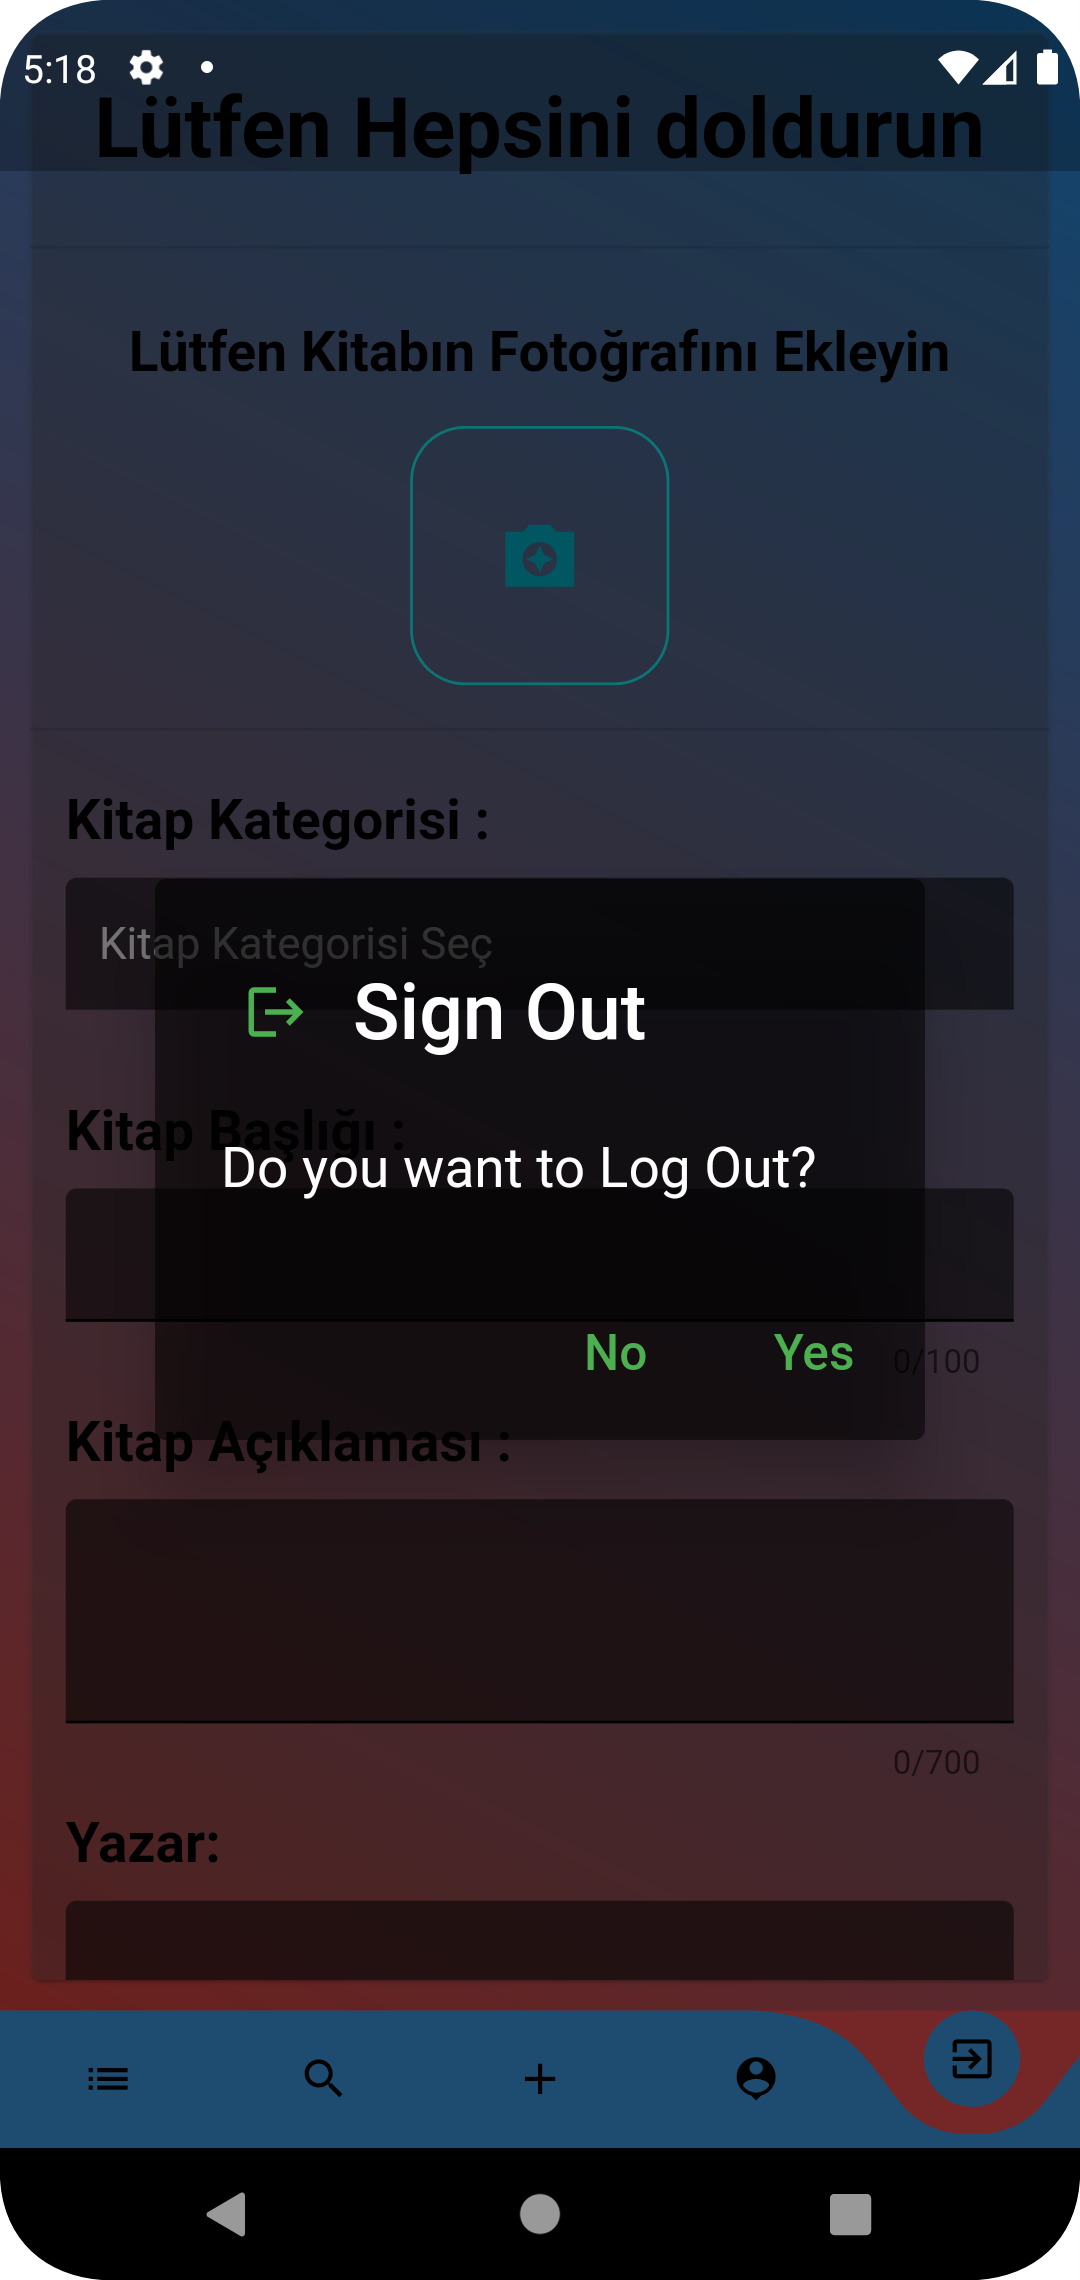 5:18
Lütfen Hepsini doldurun
Lütfen Kitabın Fotoğrafını Ekleyin
Kitap Kategorisi :
Kitap Kategorisi Seç
Sign Out
Kitap Başlığı :
Do you want to Log Out?
No Yes
0/100
Kitap Açıklaması :
0/700
Yazar: